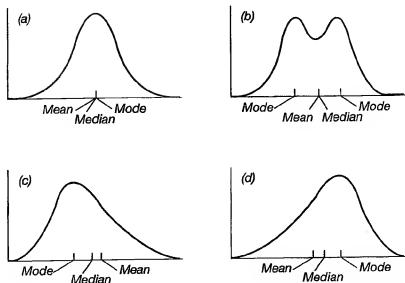 (a)
Mean Mode
Median
(b)
Mode Mode
Mean Median
(c)
Mode Mean
Median
(d)
Mean Mode
Median